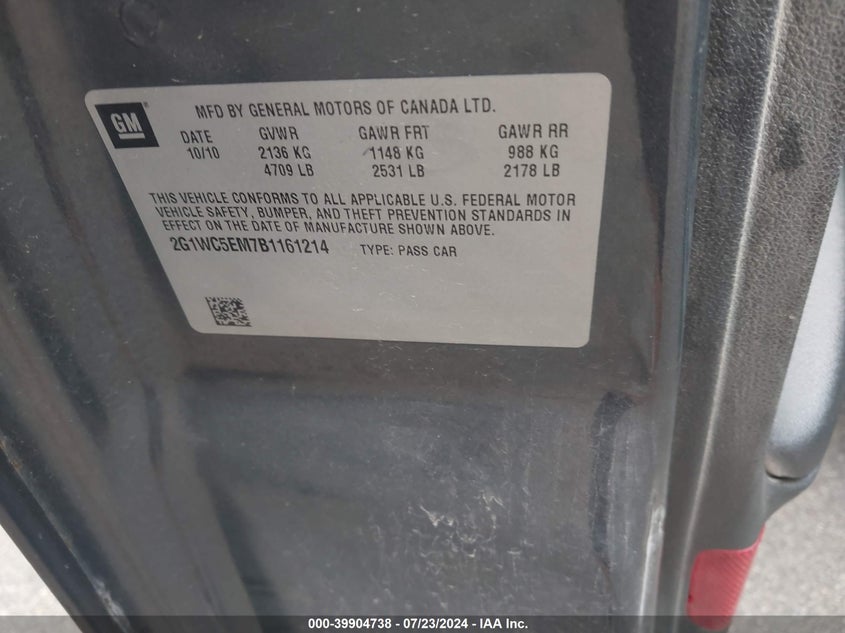 GM
MFD BY GENERAL MOTORS OF CANADA LTD.
DATE GVWR GAWR FRT GAWR RR
10/10 2136 KG 1148 KG 988 KG
4709 LB 2531 LB 2178 LB
THIS VEHICLE CONFORMS TO ALL APPLICABLE U.S. FEDERAL MOTOR
VEHICLE SAFETY, BUMPER, AND THEFT PREVENTION STANDARDS IN
EFFECT ON THE DATE OF MANUFACTURE SHOWN ABOVE.
2G1WC5EM7B1161214 TYPE: PASS CAR
000-39904738 - 07/23/2024 - IAA Inc.